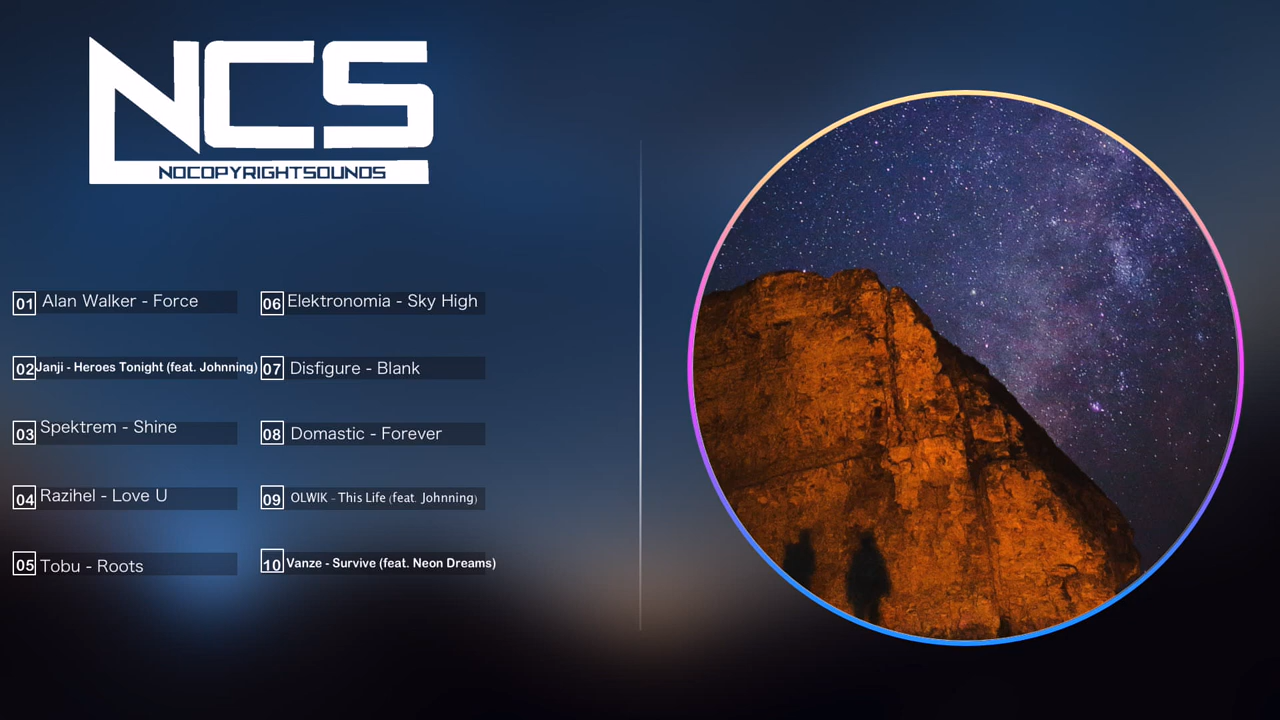 NCS
NOCOPYRIGHTSOUNDS
01 Alan Walker - Force
02 Janji - Heroes Tonight (feat. Johnning)
03 Spektrem - Shine
04 Razihel - Love U
05 Tobu - Roots
06 Elektronomia - Sky High
07 Disfigure - Blank
08 Domastic - Forever
09 OLWIK - This Life (feat. Johnning)
10 Vanze - Survive (feat. Neon Dreams)